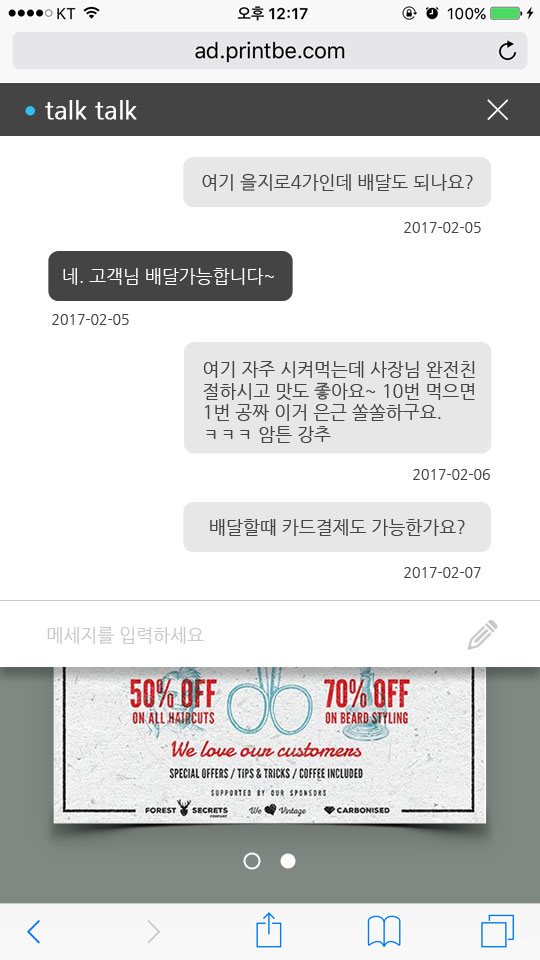 KT
오후 12:17
100%
ad.printbe.com
talk talk
여기 을지로4가인데 배달도 되나요?
2017-02-05
네. 고객님 배달가능합니다~
2017-02-05
여기 자주 시켜먹는데 사장님 완전친
절하시고 맛도 좋아요~ 10번 먹으면
1번 공짜 이거 은근 쏠쏠하구요.
ㅋㅋㅋ 암튼 강추
2017-02-06
배달할때 카드결제도 가능한가요?
2017-02-07
메세지를 입력하세요
50% OFF
ON ALL HAIRCUTS
70% OFF
ON BEARD STYLING
We love our customers
SPECIAL OFFERS / TIPS & TRICKS / COFFEE INCLUDED
SUPPORTED BY OUR SPONSORS
FOREST SECRETS
COMPANY
We Vintage
CARBONISED